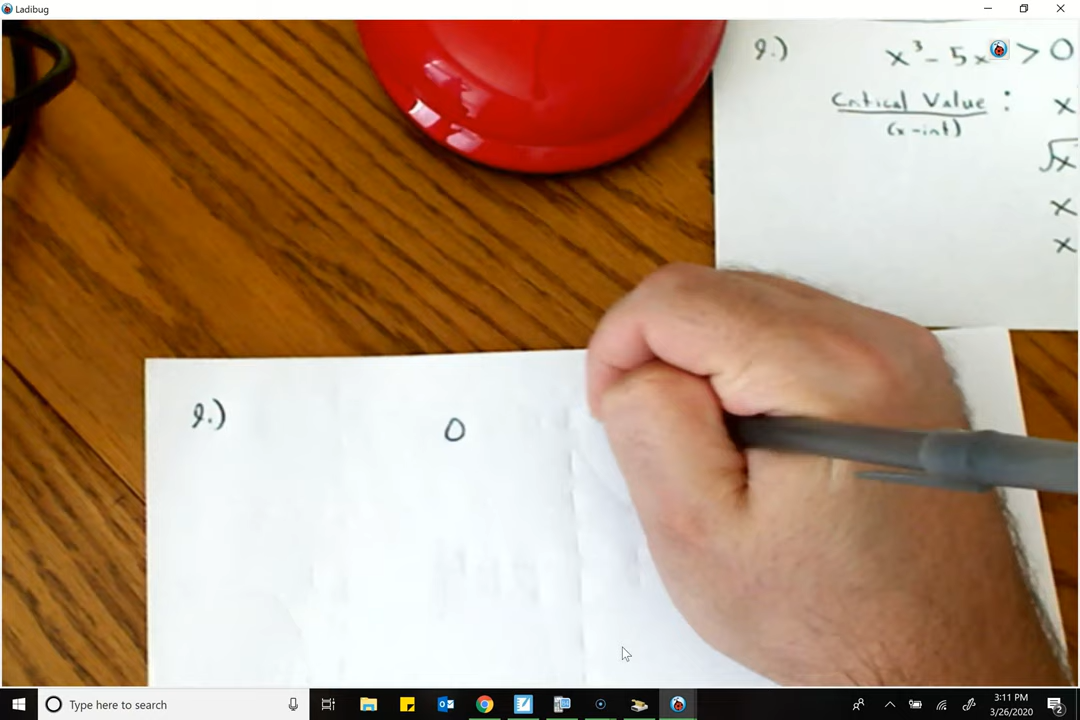 Ladibug
9.) x³ - 5x > 0
Critical Value : x
(x-int)
√x
x
x
9.) 0
Type here to search
3:11 PM
3/26/2020
2